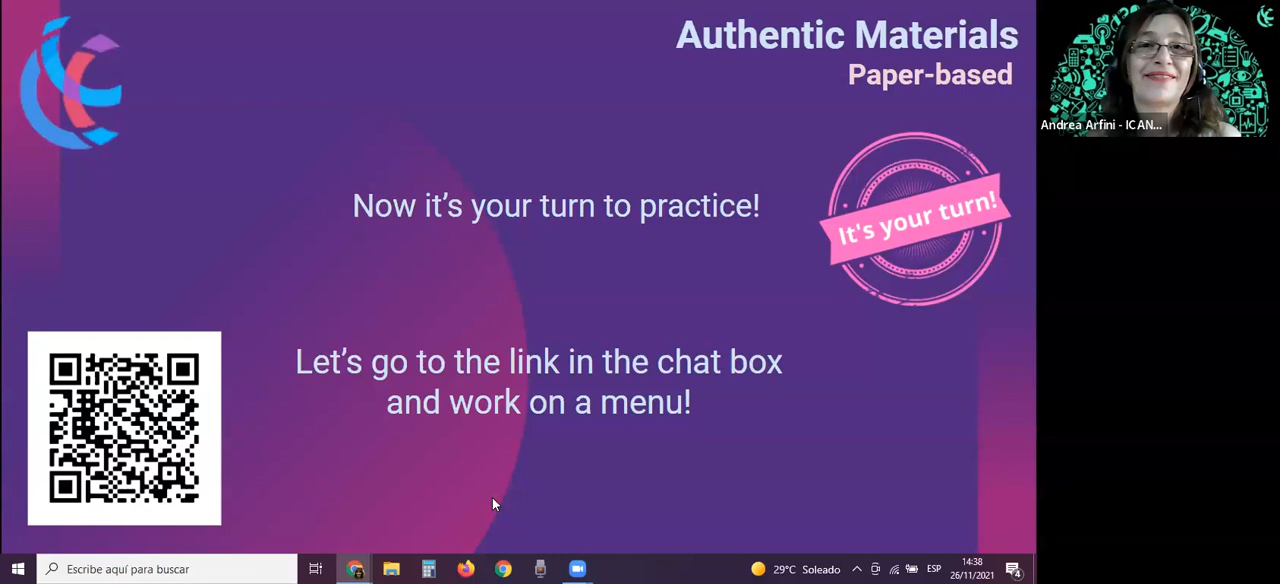 Authentic Materials
Paper-based
Andrea Arfini - ICAN...
Now it's your turn to practice!
It's your turn!
Let's go to the link in the chat box
and work on a menu!
Escribe aquí para buscar
29°C Soleado
ESP
14:38
26/11/2021
4